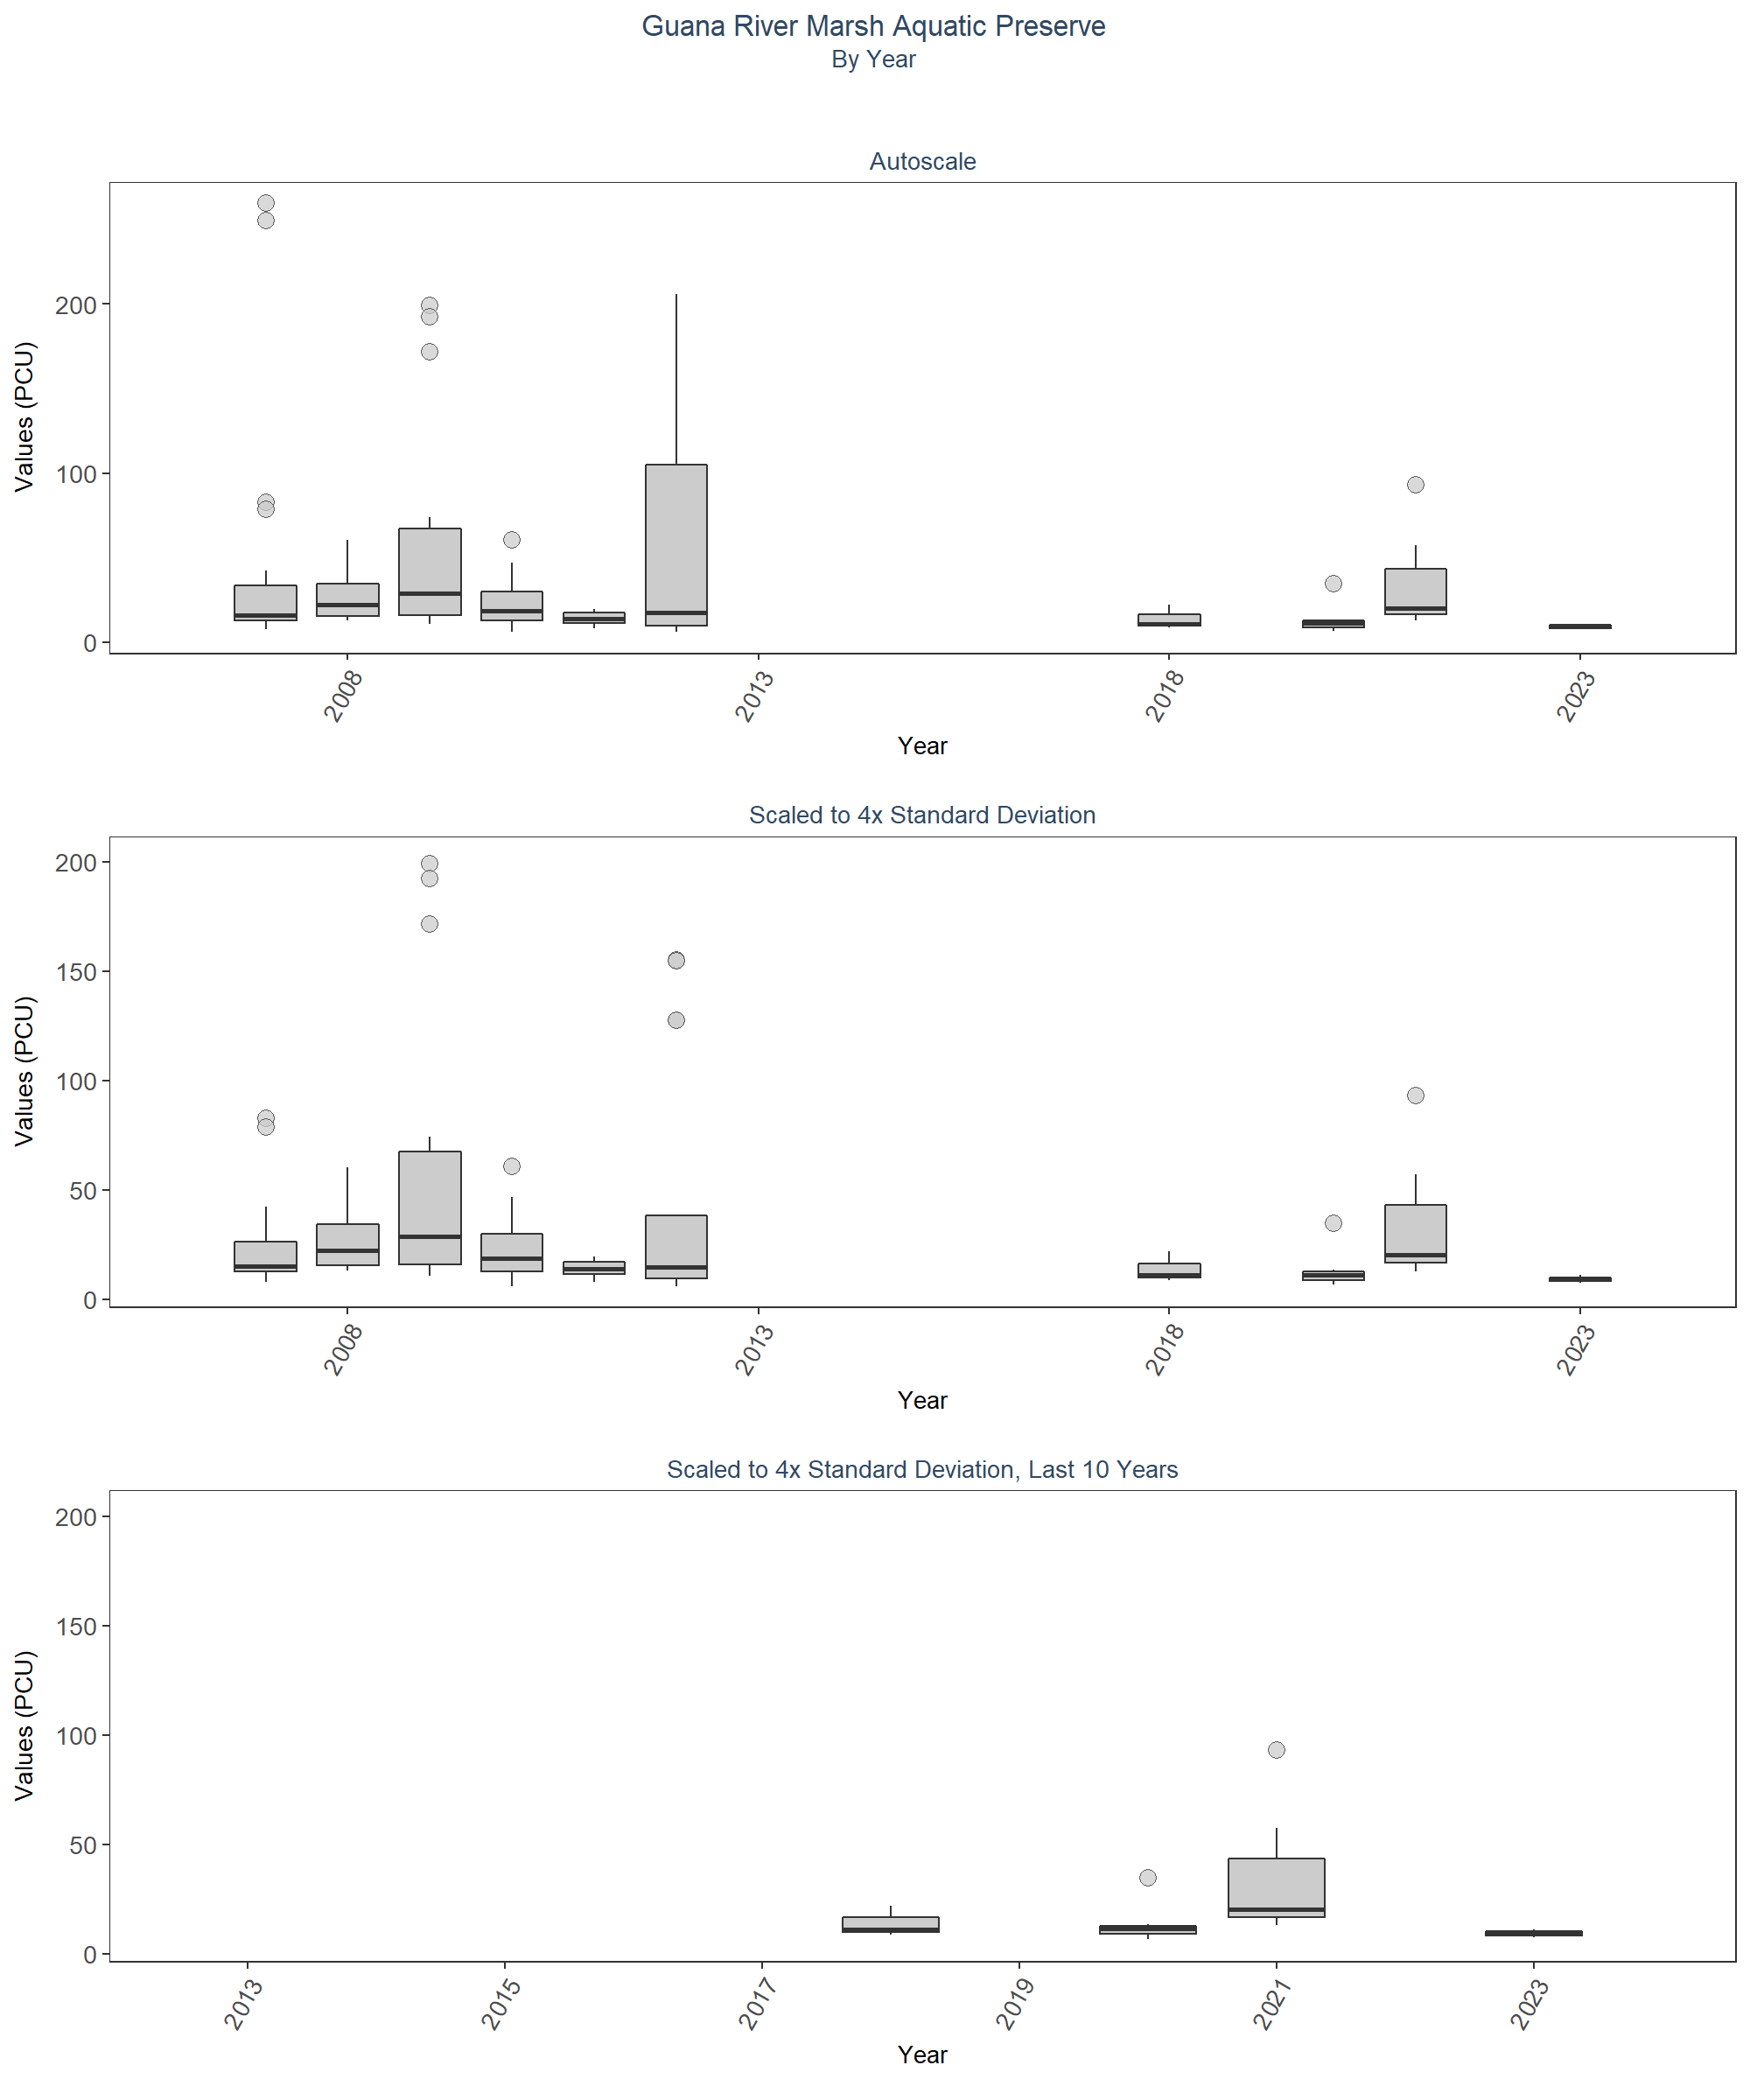 Guana River Marsh Aquatic Preserve
By Year
Autoscale
Values (PCU)
200
100
0
2008
2013
2018
2023
Year
Scaled to 4x Standard Deviation
Values (PCU)
200
150
100
50
0
2008
2013
2018
2023
Year
Scaled to 4x Standard Deviation, Last 10 Years
Values (PCU)
200
150
100
50
0
2013
2015
2017
2019
2021
2023
Year